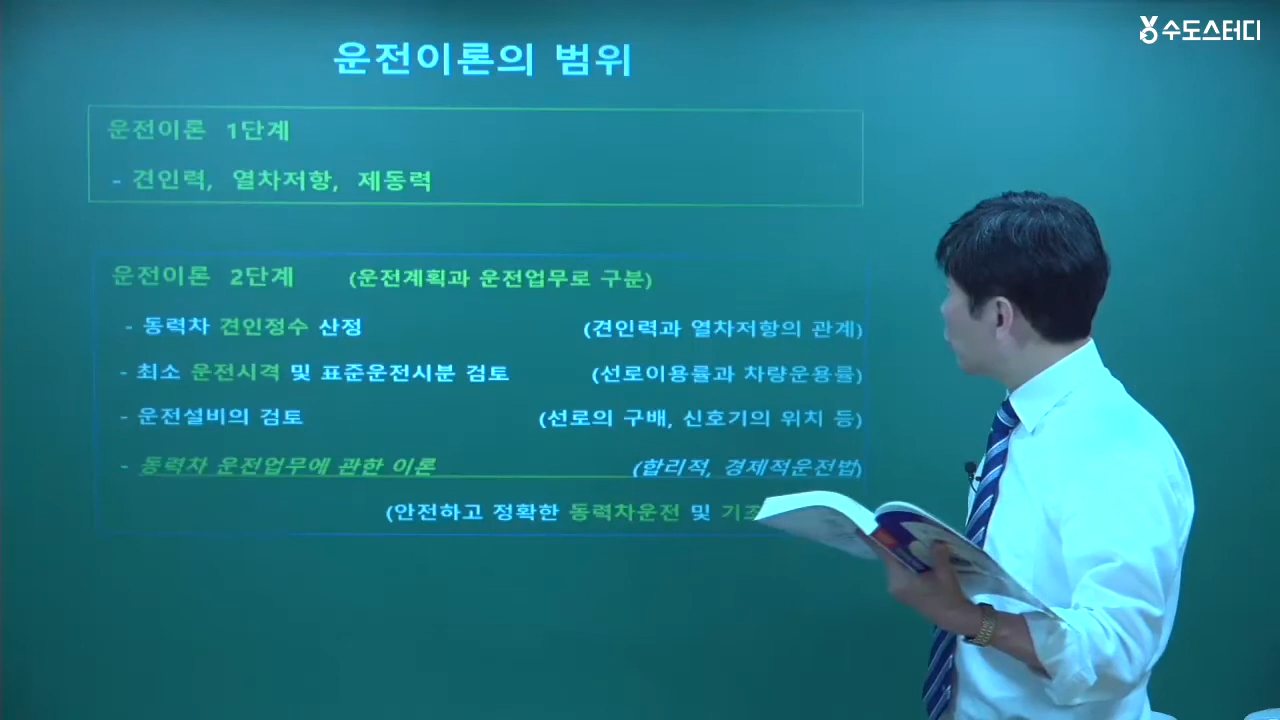 수도스터디
운전이론의 범위
운전이론 1단계
- 견인력, 열차저항, 제동력
운전이론 2단계 (운전계획과 운전업무로 구분)
- 동력차 견인정수 산정 (견인력과 열차저항의 관계)
- 최소 운전시격 및 표준운전시분 검토 (선로이용률과 차량운용률)
- 운전설비의 검토 (선로의 구배, 신호기의 위치 등)
- 동력차 운전업무에 관한 이론 (합리적, 경제적운전법)
(안전하고 정확한 동력차운전 및 기조